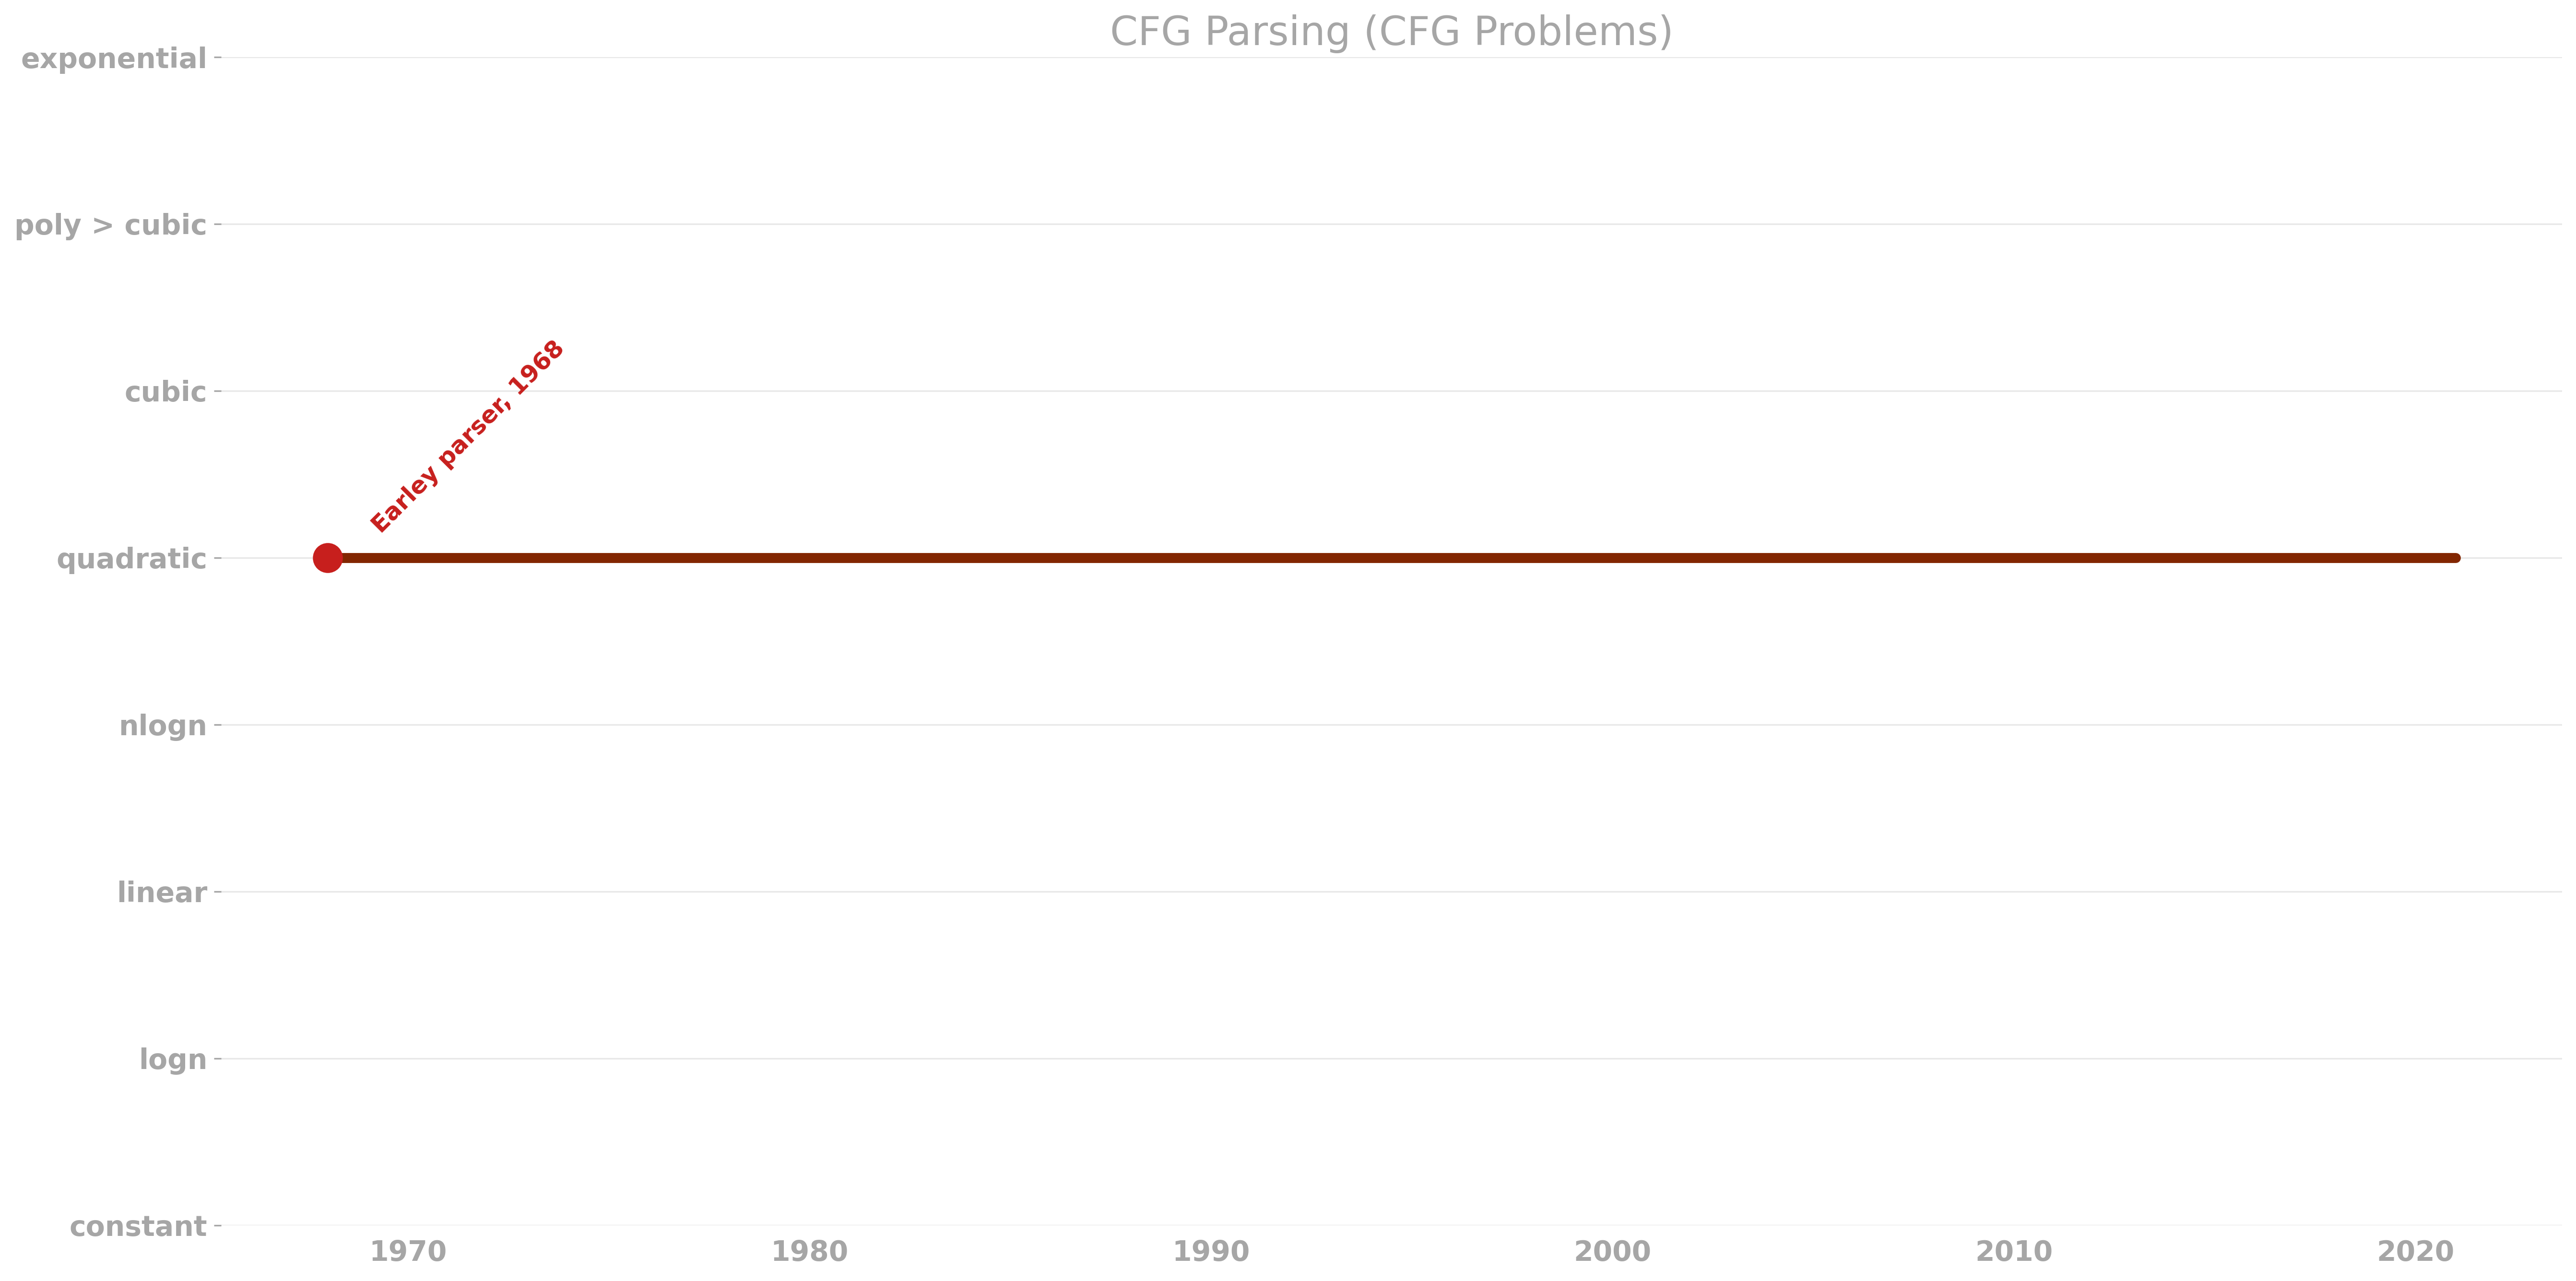 CFG Parsing (CFG Problems)
exponential
poly > cubic
cubic
quadratic
nlogn
linear
logn
constant
Earley parser, 1968
1970
1980
1990
2000
2010
2020